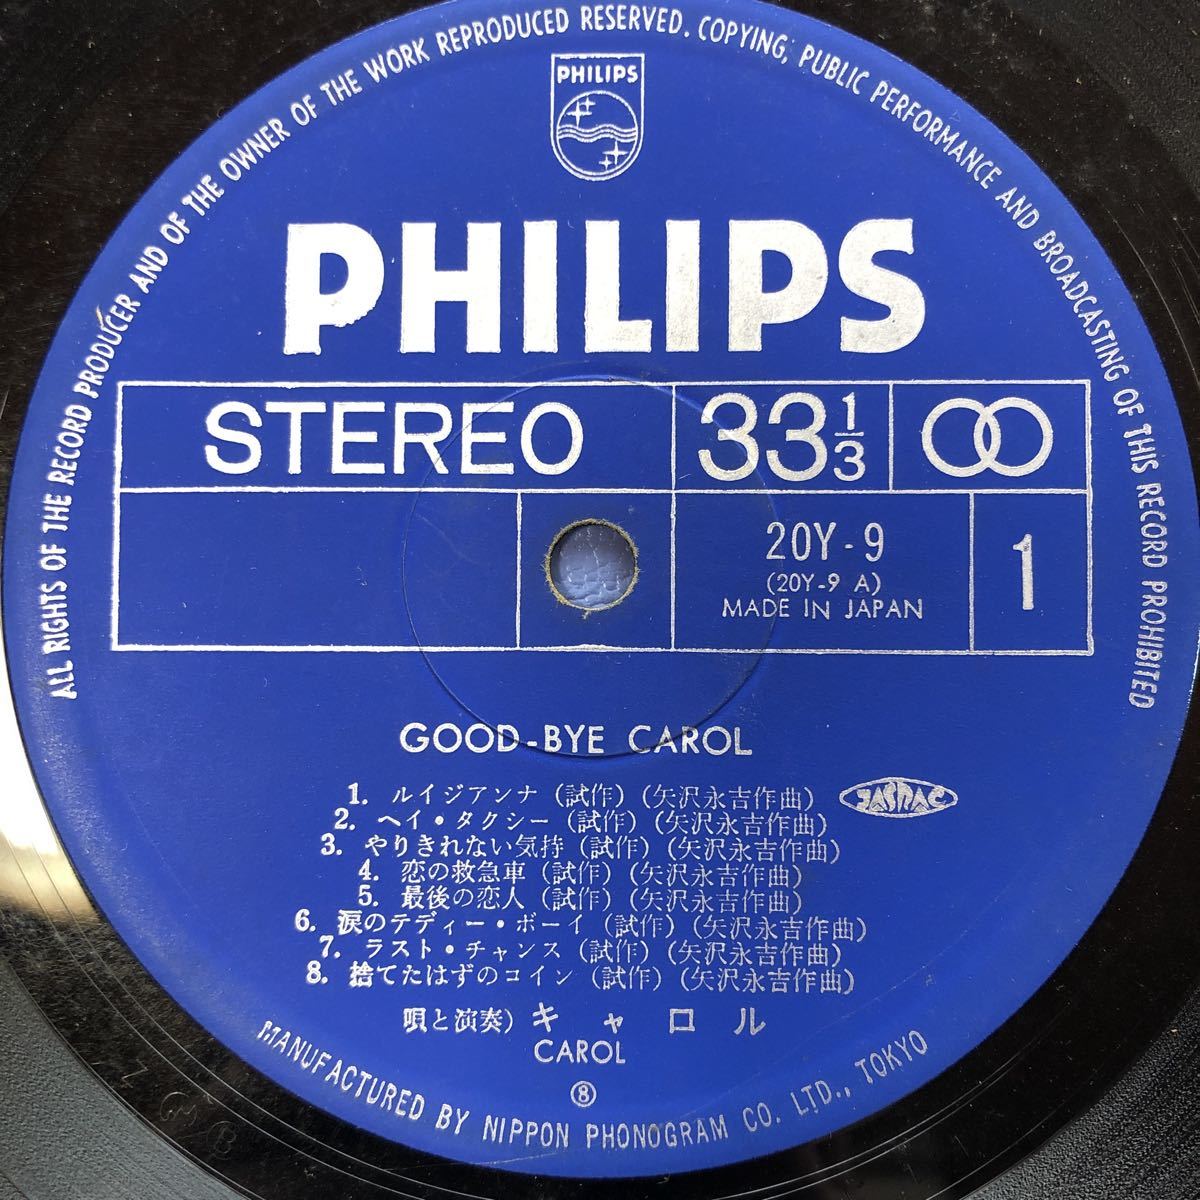 ALL RIGHTS OF THE RECORD PRODUCER AND OF THE OWNER OF THE WORK REPRODUCED RESERVED. COPYING, PUBLIC PERFORMANCE AND BROADCASTING OF THIS RECORD PROHIBITED
PHILIPS
PHILIPS
STEREO 33 1/3
20Y-9
(20Y-9 A)
MADE IN JAPAN
1
GOOD-BYE CAROL
1. ルイジアンナ (試作) (矢沢永吉作曲) JASRAC
2. ヘイ・タクシー (試作) (矢沢永吉作曲)
3. やりきれない気持 (試作) (矢沢永吉作曲)
4. 恋の救急車 (試作) (矢沢永吉作曲)
5. 最後の恋人 (試作) (矢沢永吉作曲)
6. 涙のテディー・ボーイ (試作) (矢沢永吉作曲)
7. ラスト・チャンス (試作) (矢沢永吉作曲)
8. 捨てたはずのコイン (試作) (矢沢永吉作曲)
唄と演奏) キャロル
CAROL
⑧
MANUFACTURED BY NIPPON PHONOGRAM CO. LTD., TOKYO